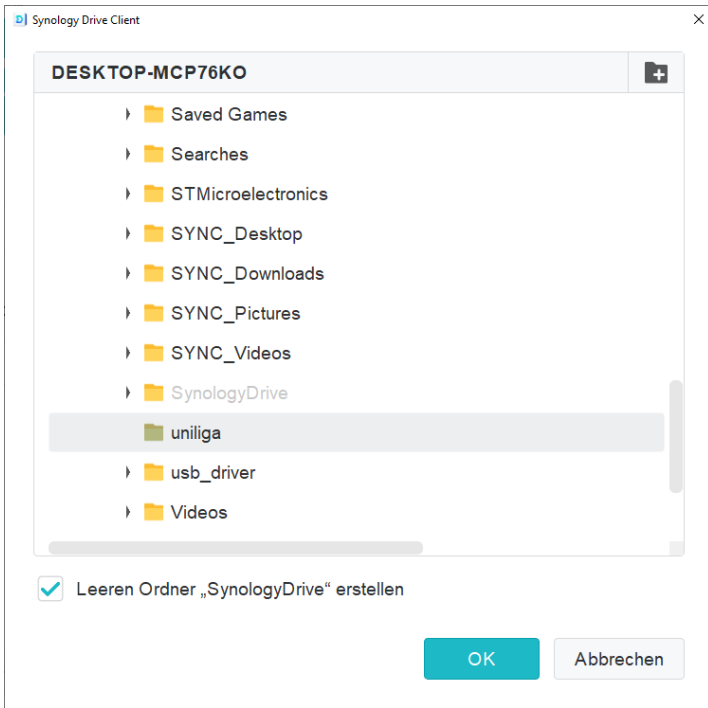 Synology Drive Client
DESKTOP-MCP76KO
Saved Games
Searches
STMicroelectronics
SYNC_Desktop
SYNC_Downloads
SYNC_Pictures
SYNC_Videos
SynologyDrive
uniliga
usb_driver
Videos
Leeren Ordner „SynologyDrive“ erstellen
OK Abbrechen